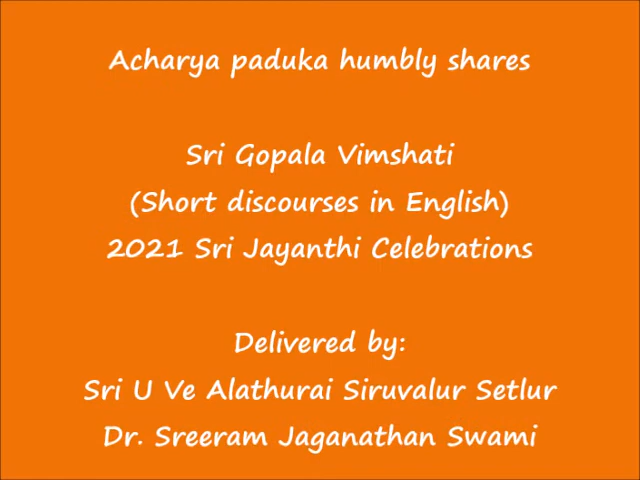 Acharya paduka humbly shares
Sri Gopala Vimshati
(Short discourses in English)
2021 Sri Jayanthi Celebrations
Delivered by:
Sri U Ve Alathurai Siruvalur Setlur
Dr. Sreeram Jaganathan Swami